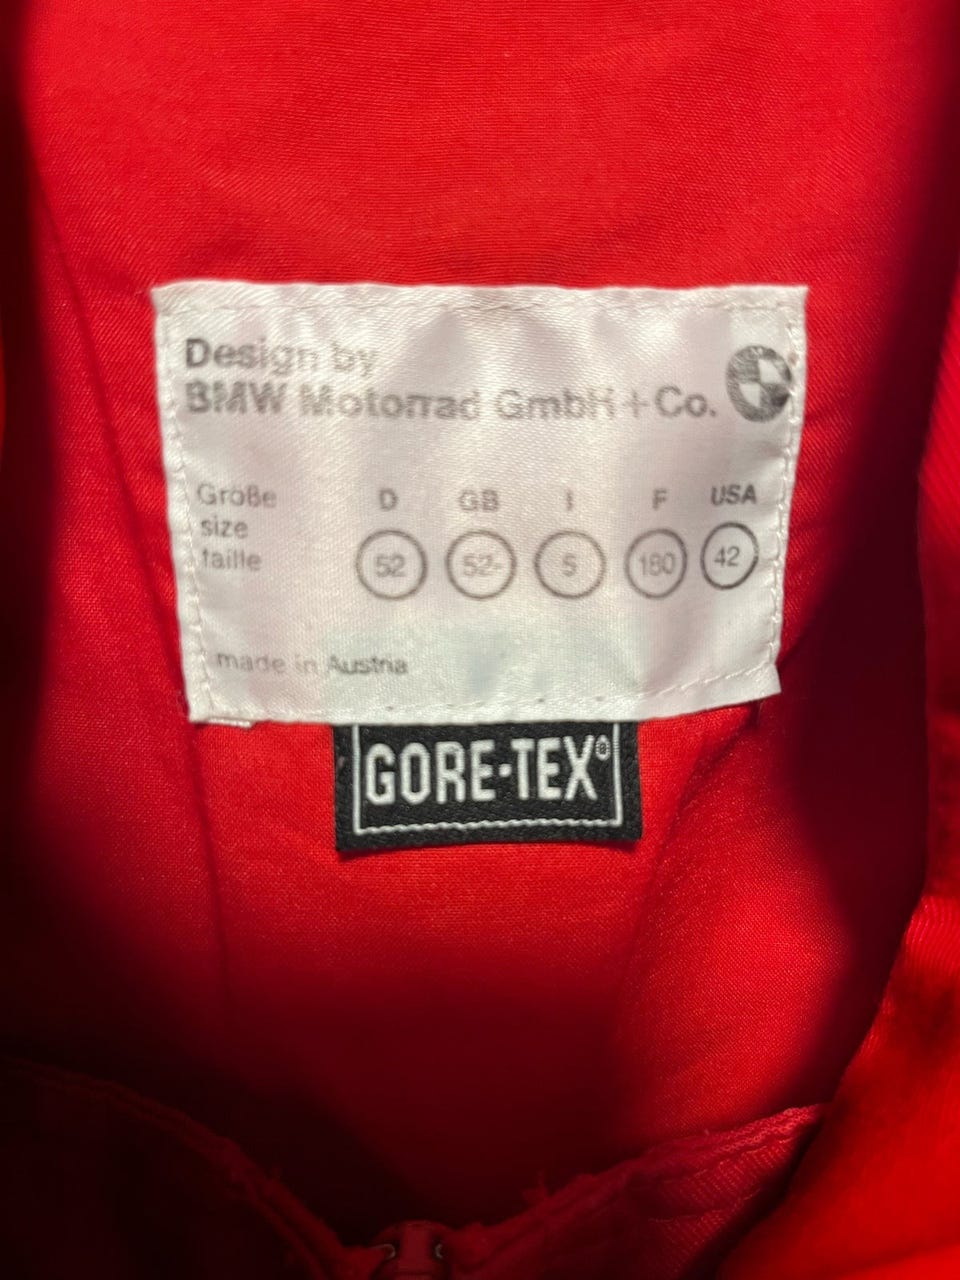 Design by
BMW Motorrad GmbH + Co.
Größe D GB I F USA
size
taille 52 52- 5 180 42
made in Austria
GORE-TEX®